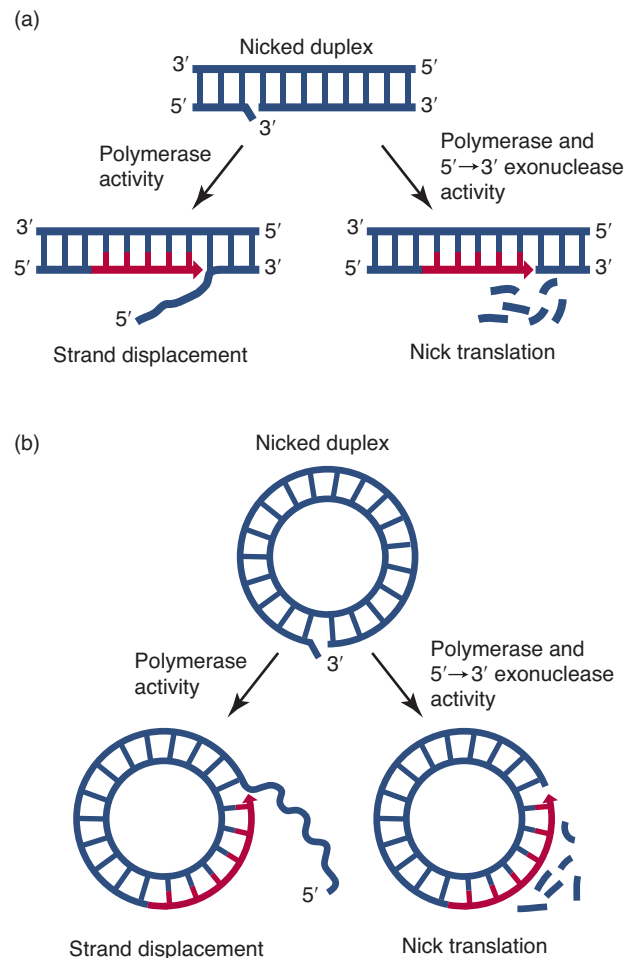 (a)
Nicked duplex
3′ 5′
5′ 3′
3′
Polymerase
activity
Polymerase and
5′→3′ exonuclease
activity
3′ 5′
5′ 3′
5′
Strand displacement
3′ 5′
5′ 3′
Nick translation
(b)
Nicked duplex
3′
Polymerase
activity
Polymerase and
5′→3′ exonuclease
activity
5′
Strand displacement
Nick translation